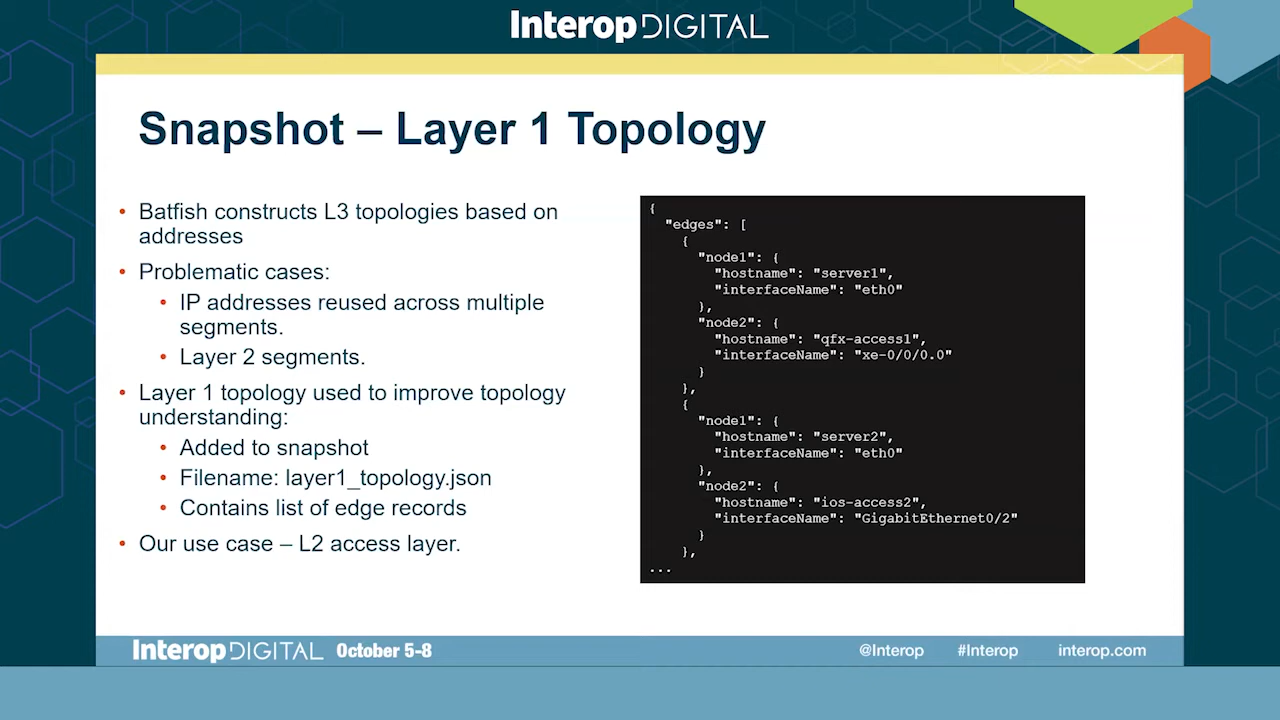 InteropDIGITAL
Snapshot – Layer 1 Topology
• Batfish constructs L3 topologies based on
addresses
• Problematic cases:
• IP addresses reused across multiple
segments.
• Layer 2 segments.
• Layer 1 topology used to improve topology
understanding:
• Added to snapshot
• Filename: layer1_topology.json
• Contains list of edge records
• Our use case – L2 access layer.
{
"edges": [
{
"node1": {
"hostname": "server1",
"interfaceName": "eth0"
},
"node2": {
"hostname": "qfx-access1",
"interfaceName": "xe-0/0/0.0"
}
},
{
"node1": {
"hostname": "server2",
"interfaceName": "eth0"
},
"node2": {
"hostname": "ios-access2",
"interfaceName": "GigabitEthernet0/2"
}
},
...
InteropDIGITAL October 5-8 @Interop #Interop interop.com